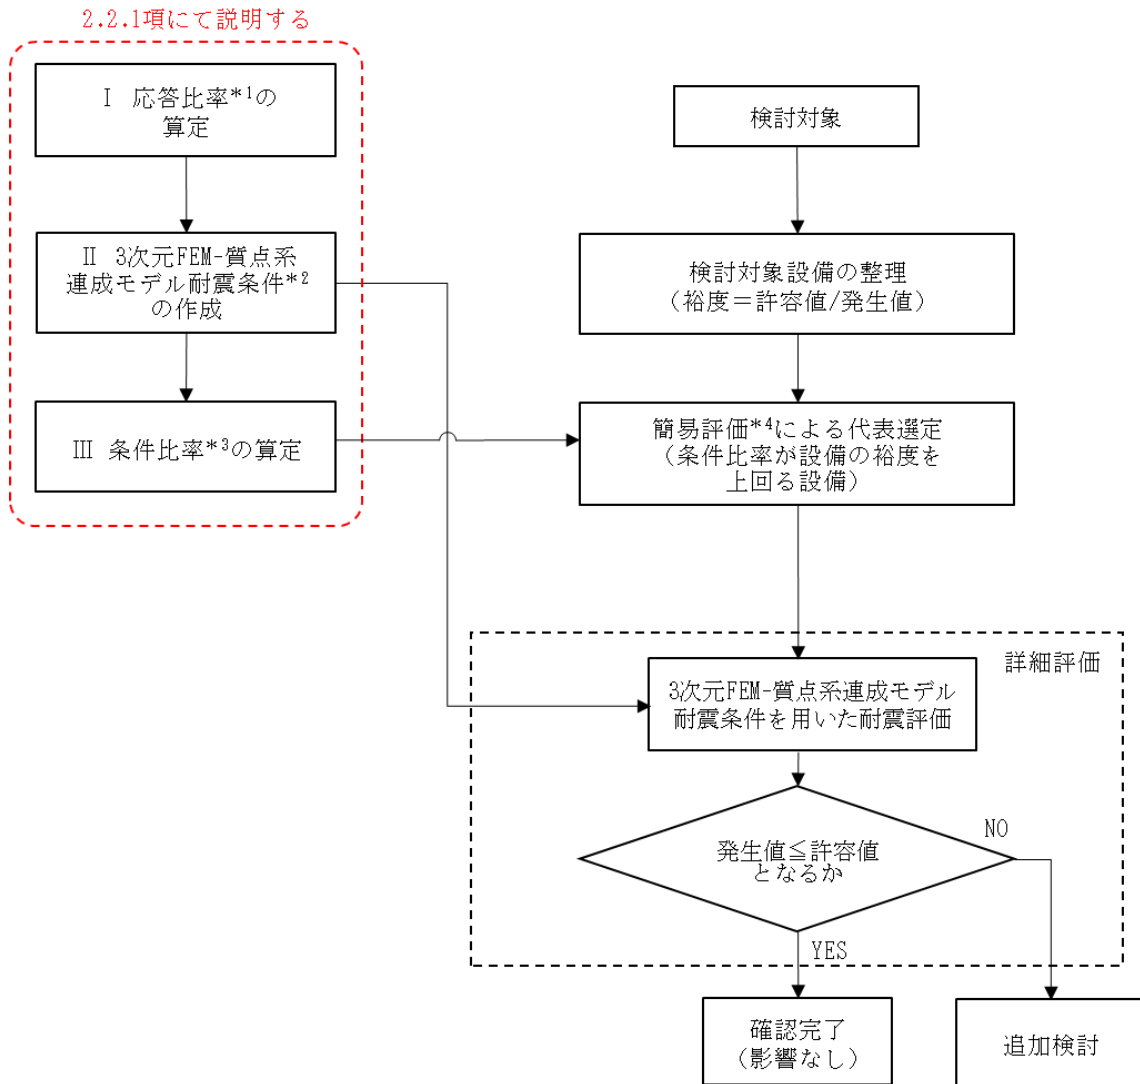 2.2.1項にて説明する
Ⅰ 応答比率*1の
算定
Ⅱ 3次元FEM-質点系
連成モデル耐震条件*2
の作成
Ⅲ 条件比率*3の算定
検討対象
検討対象設備の整理
(裕度=許容値/発生値)
簡易評価*4による代表選定
(条件比率が設備の裕度を
上回る設備)
詳細評価
3次元FEM-質点系連成モデル
耐震条件を用いた耐震評価
発生値≦許容値
となるか
NO
YES
確認完了
(影響なし)
追加検討